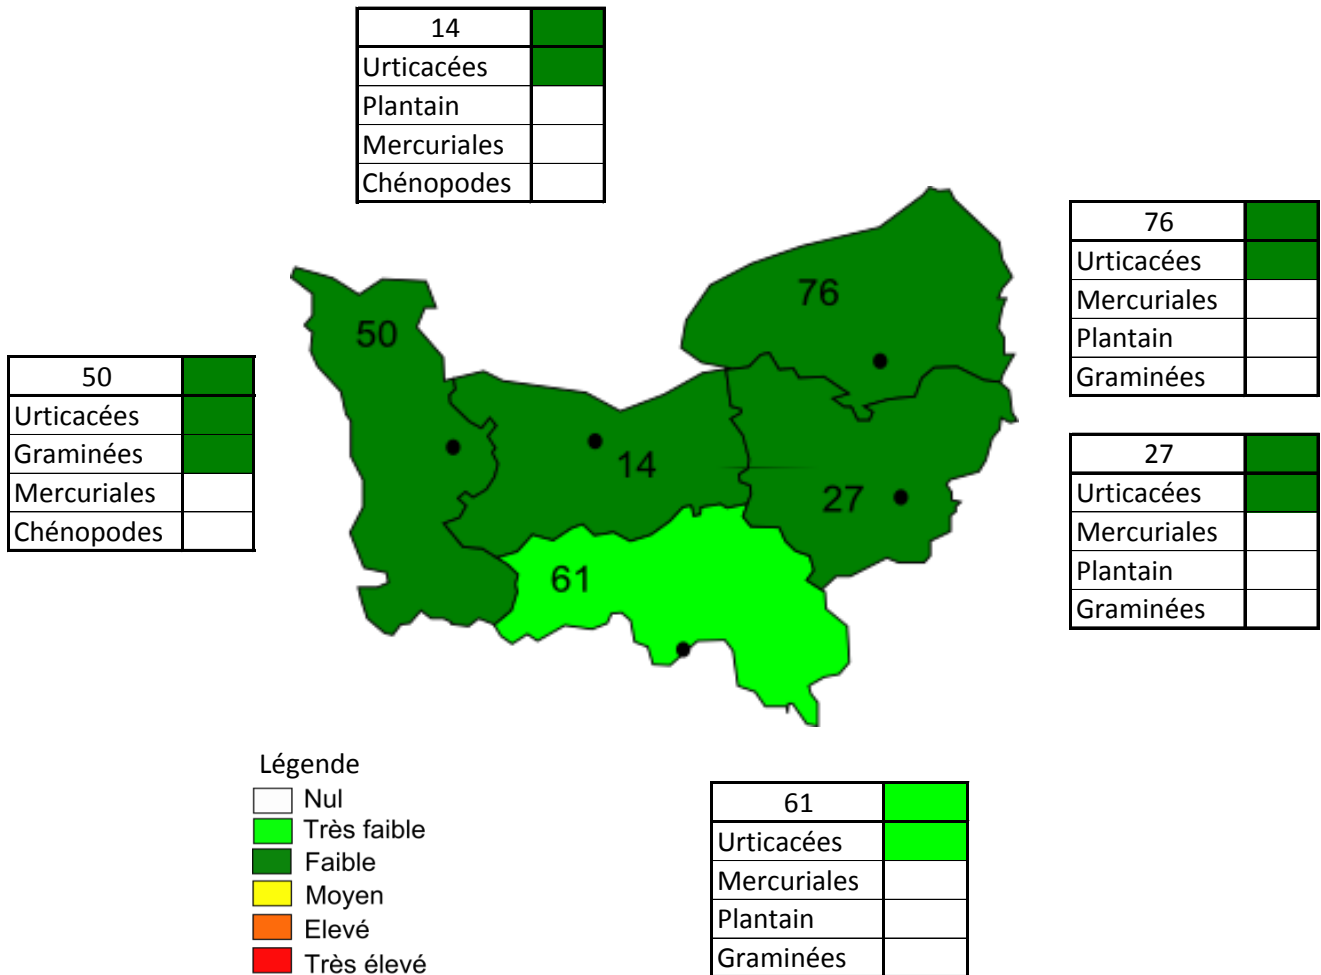 14
Urticacées
Plantain
Mercuriales
Chénopodes
76
Urticacées
Mercuriales
Plantain
Graminées
50
Urticacées
Graminées
Mercuriales
Chénopodes
27
Urticacées
Mercuriales
Plantain
Graminées
76
50
14
27
61
Légende
Nul
Très faible
Faible
Moyen
Elevé
Très élevé
61
Urticacées
Mercuriales
Plantain
Graminées